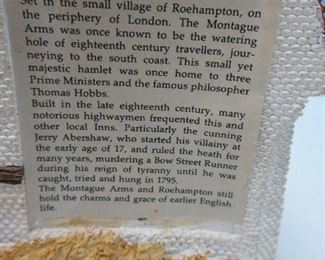 Set in the small village of Roehampton, on
the periphery of London. The Montague
Arms was once known to be the watering
hole of eighteenth century travellers, jour-
neying to the south coast. This small yet
majestic hamlet was once home to three
Prime Ministers and the famous philosopher
Thomas Hobbs.
Built in the late eighteenth century, many
notorious highwaymen frequented this and
other local Inns. Particularly the cunning
Jerry Abershaw, who started his villainy at
the early age of 17, and ruled the heath for
many years, murdering a Bow Street Runner
during his reign of tyranny until he was
caught, tried and hung in 1795.
The Montague Arms and Roehampton still
hold the charms and grace of earlier English
life.